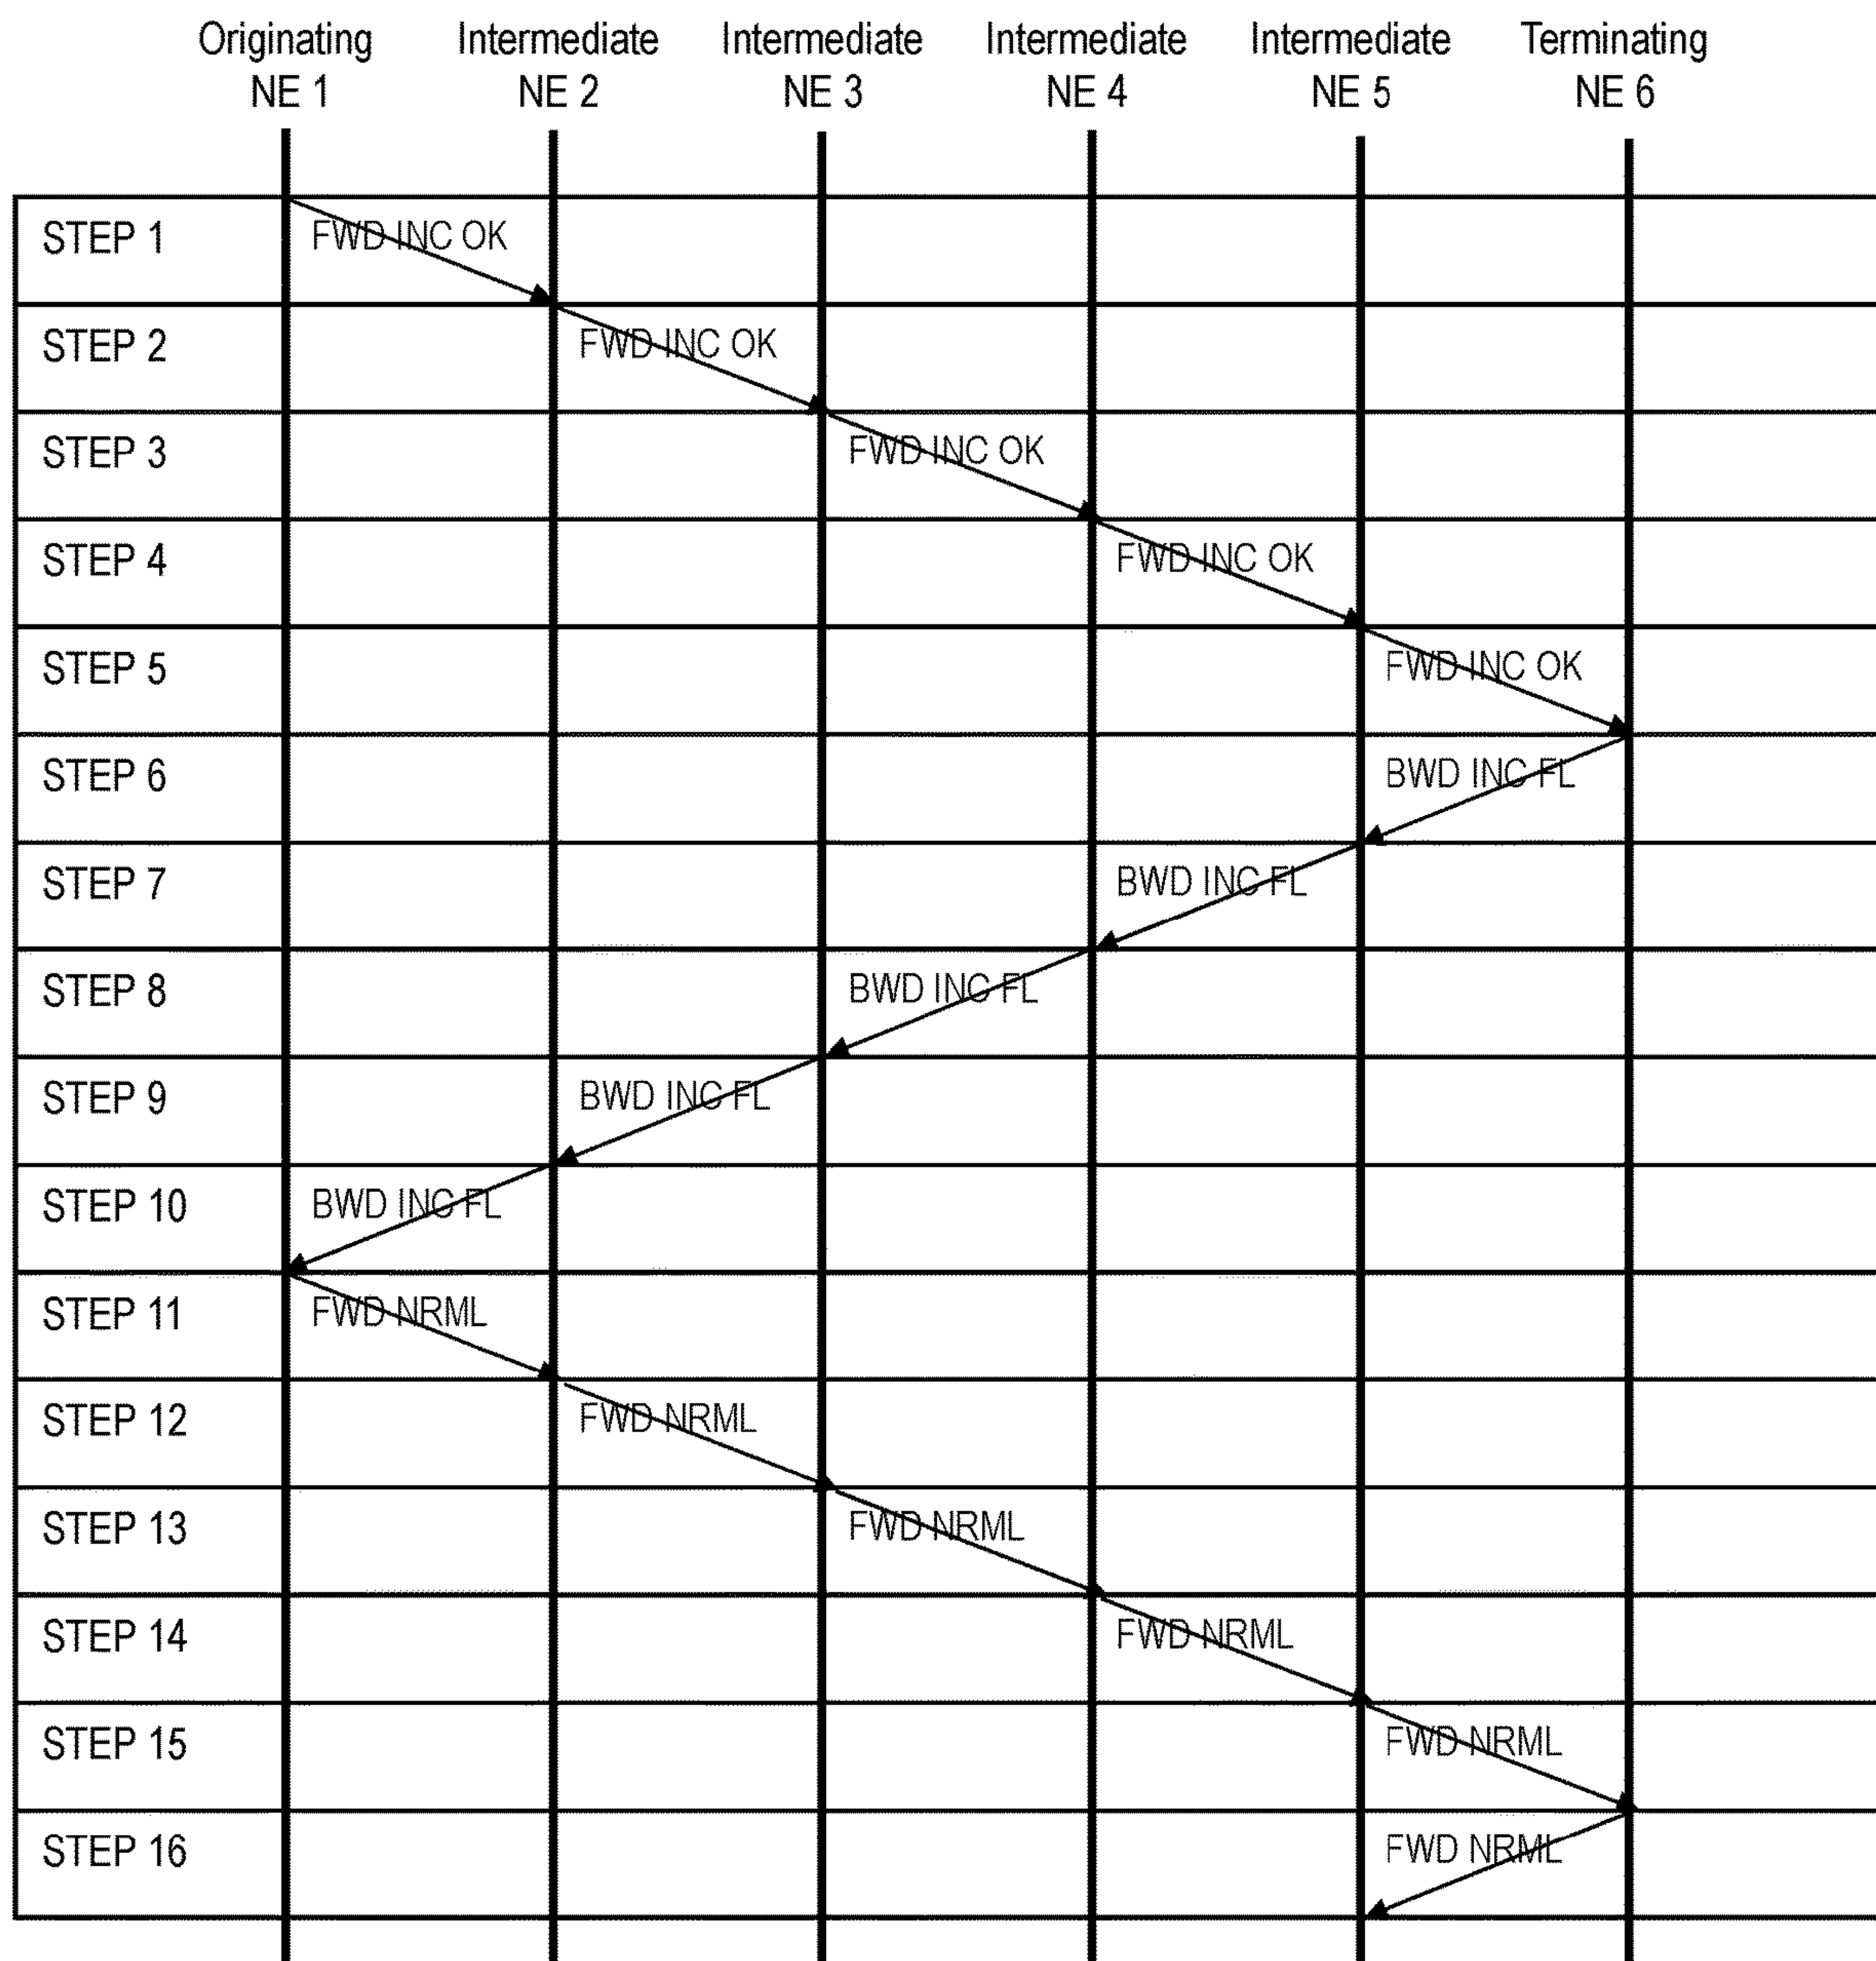 Originating Intermediate Intermediate Intermediate Intermediate Terminating
NE 1 NE 2 NE 3 NE 4 NE 5 NE 6
STEP 1 FWD INC OK
STEP 2 FWD INC OK
STEP 3 FWD INC OK
STEP 4 FWD INC OK
STEP 5 FWD INC OK
STEP 6 BWD INC FL
STEP 7 BWD INC FL
STEP 8 BWD INC FL
STEP 9 BWD INC FL
STEP 10 BWD INC FL
STEP 11 FWD NRML
STEP 12 FWD NRML
STEP 13 FWD NRML
STEP 14 FWD NRML
STEP 15 FWD NRML
STEP 16 FWD NRML